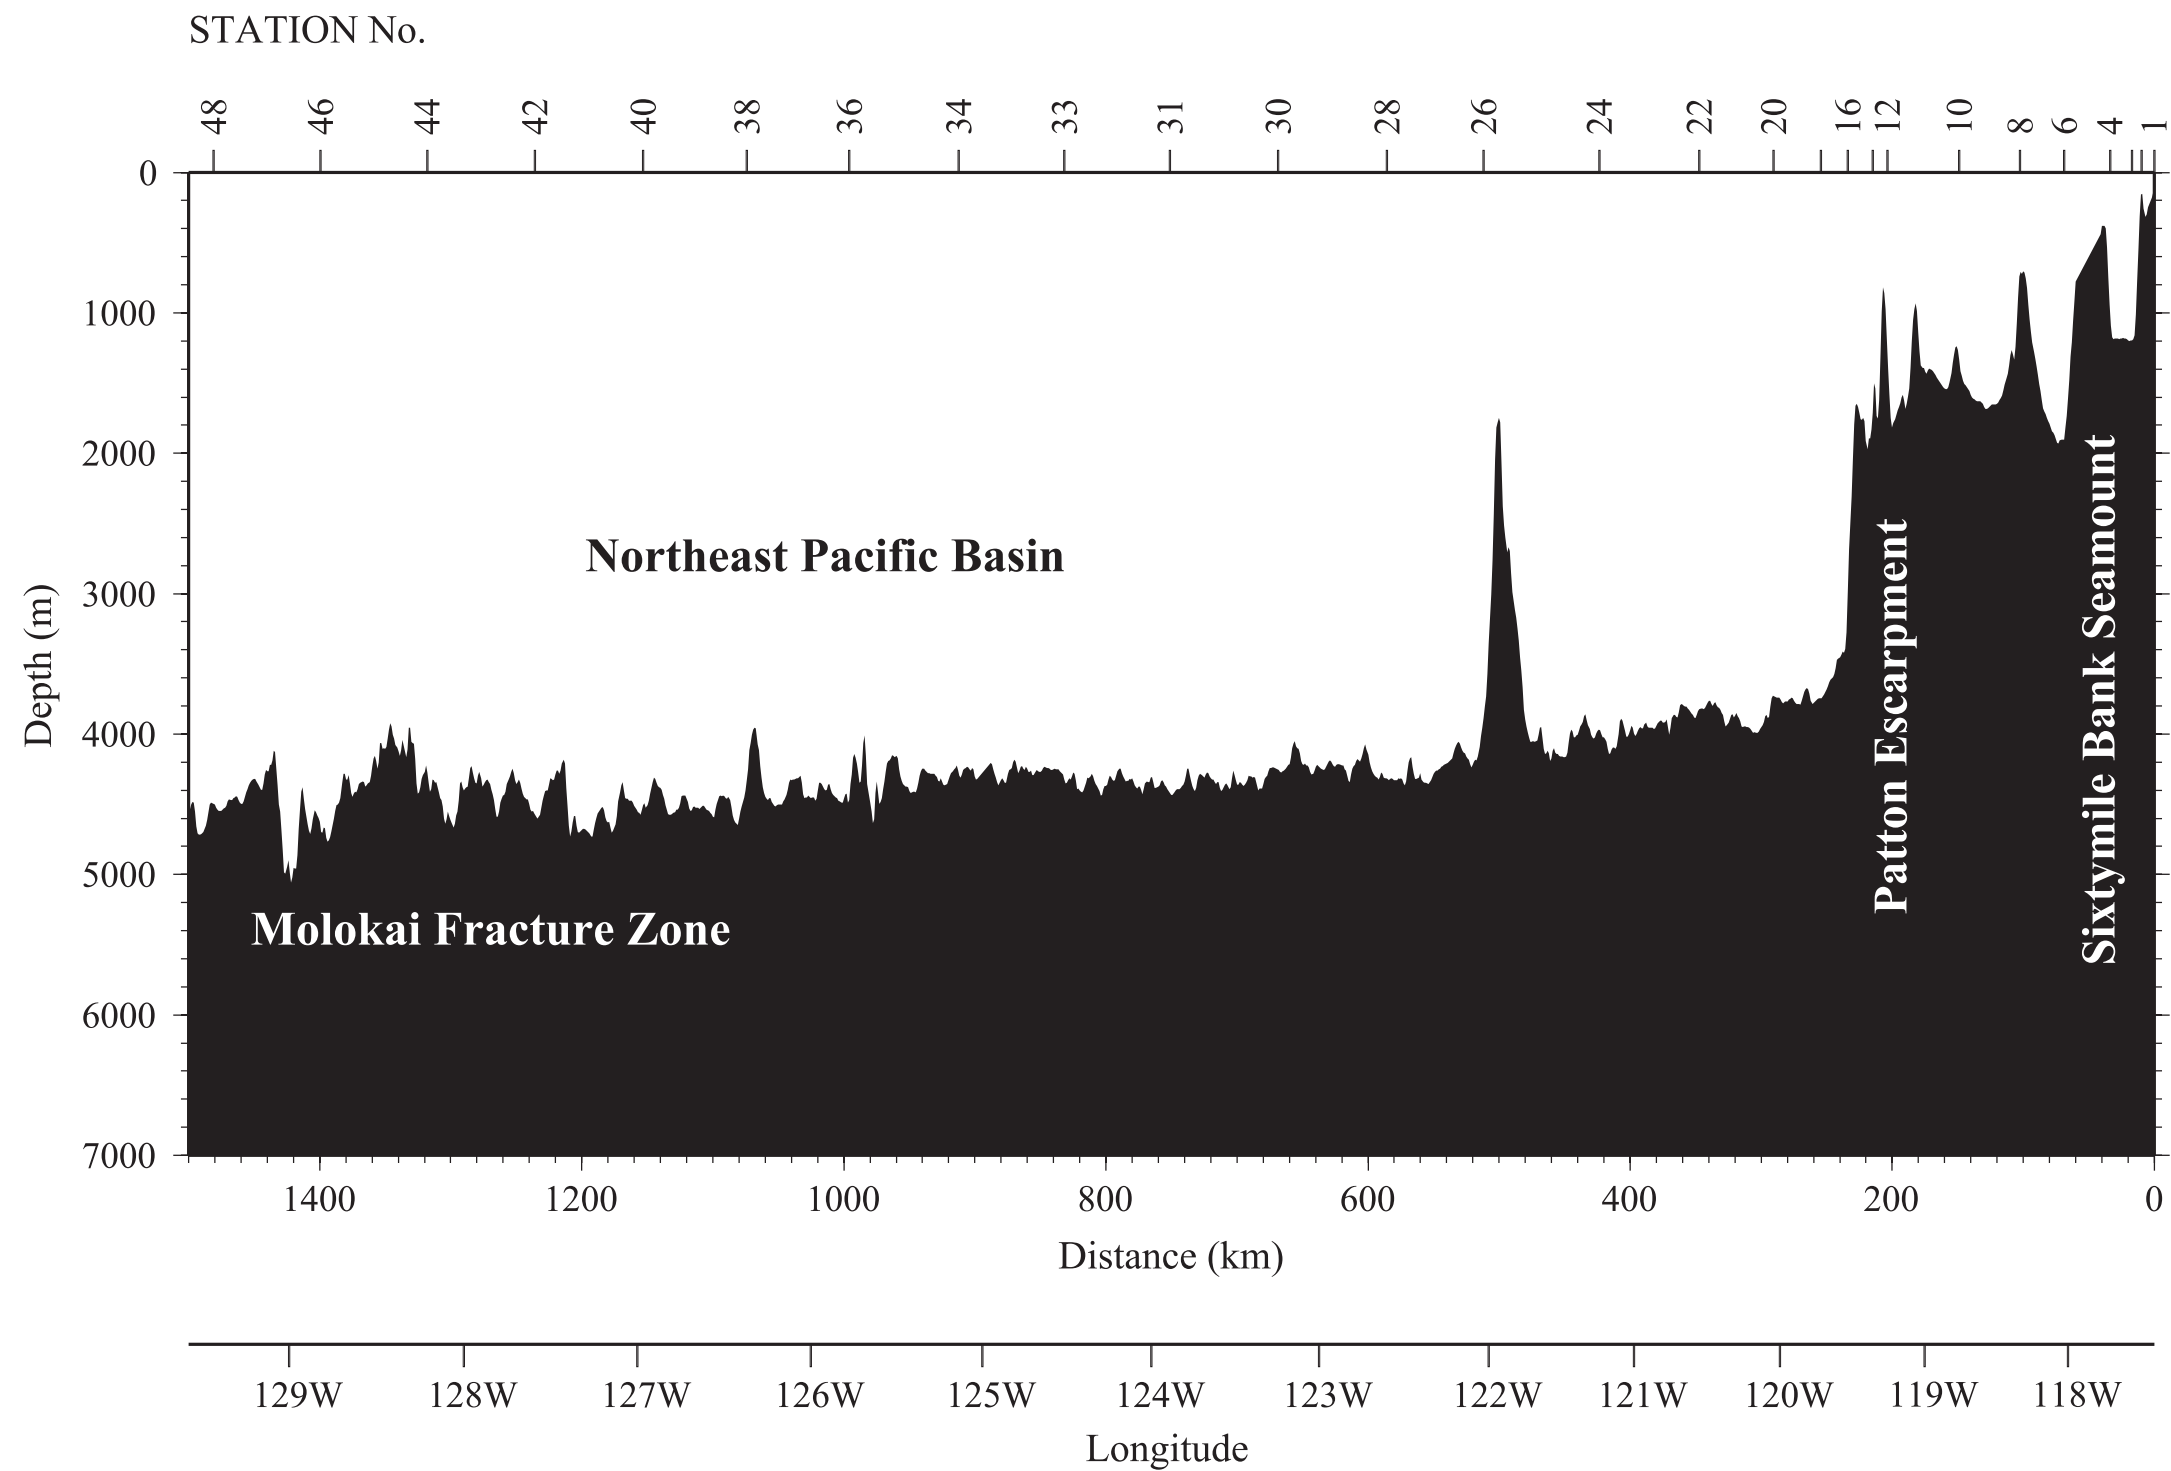 STATION No.
48 46 44 42 40 38 36 34 33 31 30 28 26 24 22 20 16 12 10 8 6 4 1
0
1000
2000
3000
4000
5000
6000
7000
Depth (m)
Northeast Pacific Basin
Molokai Fracture Zone
Patton Escarpment
Sixtymile Bank Seamount
1400 1200 1000 800 600 400 200 0
Distance (km)
129W 128W 127W 126W 125W 124W 123W 122W 121W 120W 119W 118W
Longitude